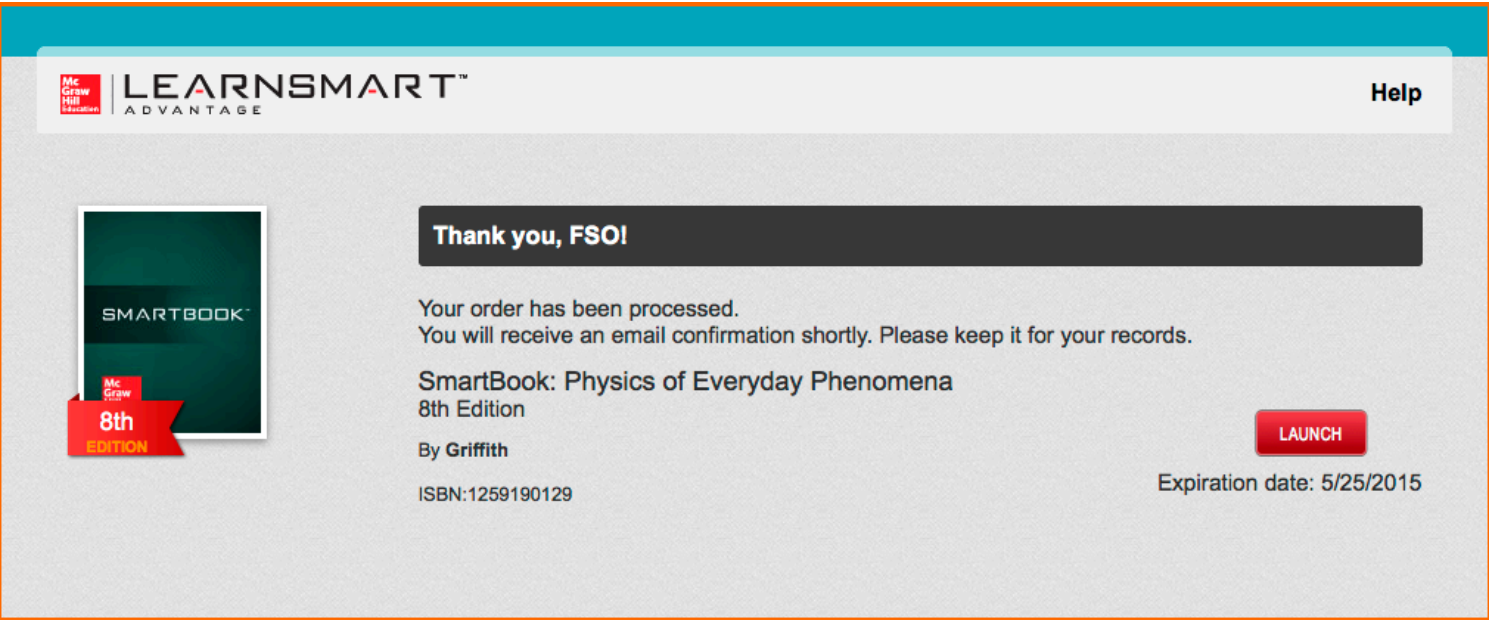 Mc
Graw
Hill
Education
LEARNSMART™
ADVANTAGE
Help
SMARTBOOK™
Mc
Graw
8th
EDITION
Thank you, FSO!
Your order has been processed.
You will receive an email confirmation shortly. Please keep it for your records.
SmartBook: Physics of Everyday Phenomena
8th Edition
By Griffith
ISBN:1259190129
LAUNCH
Expiration date: 5/25/2015